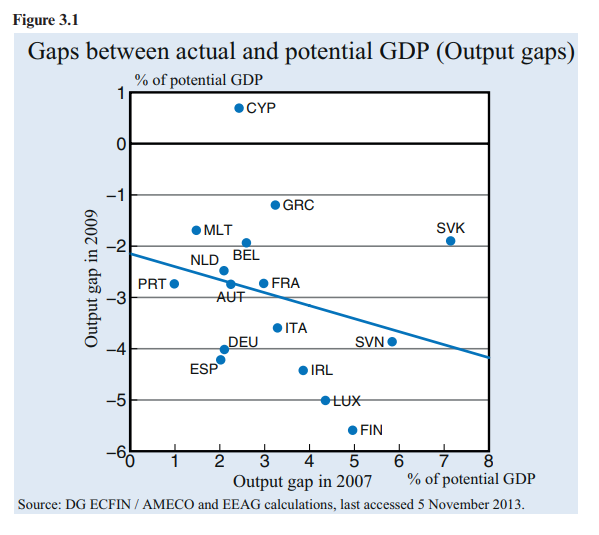 Figure 3.1
Gaps between actual and potential GDP (Output gaps)
% of potential GDP
1
0
−1
−2
−3
−4
−5
−6
Output gap in 2009
CYP
GRC
MLT
SVK
BEL
NLD
PRT
FRA
AUT
ITA
DEU
SVN
ESP
IRL
LUX
FIN
0 1 2 3 4 5 6 7 8
Output gap in 2007
% of potential GDP
Source: DG ECFIN / AMECO and EEAG calculations, last accessed 5 November 2013.